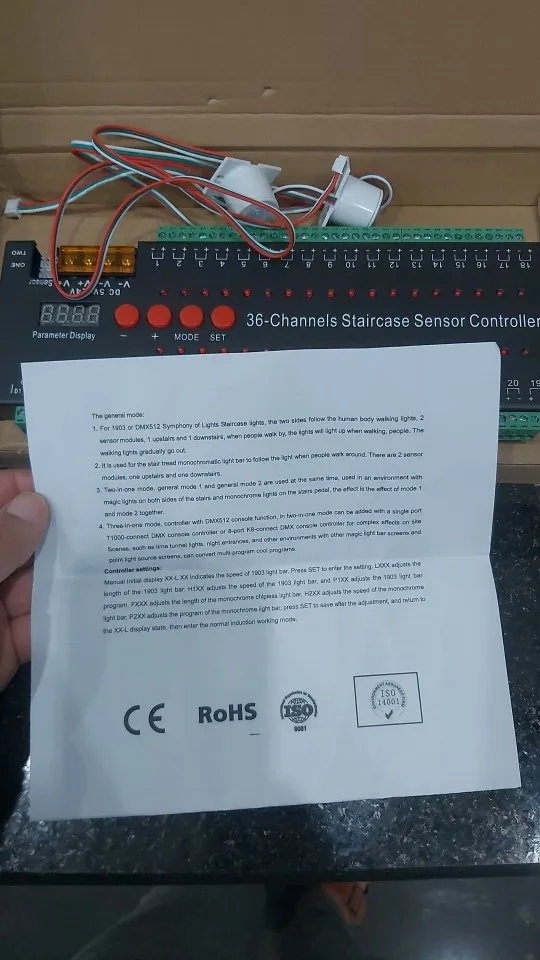 TWO
ONE
Sensor
DC 5V-24V
V- V- V+ V+
- +
1 2 3 4 5 6 7 8 9 10 11 12 13 14 15 16 17 18
Parameter Display
- + MODE SET
36-Channels Staircase Sensor Controller
20 19
The general mode:
1. For 1903 or DMX512 Symphony of Lights Staircase lights, the two sides follow the human body walking lights, 2
sensor modules, 1 upstairs and 1 downstairs, when people walk by, the lights will light up when walking, people. The
walking lights gradually go out.
2. It is used for the stair tread monochromatic light bar to follow the light when people walk around. There are 2 sensor
modules, one upstairs and one downstairs.
3. Two-in-one mode, general mode 1 and general mode 2 are used at the same time, used in an environment with
magic lights on both sides of the stairs and monochrome lights on the stairs pedal, the effect is the effect of mode 1
and mode 2 together.
4. Three-in-one mode, controller with DMX512 console function, in two-in-one mode can be added with a single port
T1000-connect DMX console controller or 8-port K8-connect DMX console controller for complex effects on site
Scenes, such as time tunnel lights, night entrances, and other environments with other magic light bar screens and
point light source screens, can convert multi-program cool programs.
Controller settings:
Manual initial display XX-L.XX indicates the speed of 1903 light bar. Press SET to enter the setting. LXXX adjusts the
length of the 1903 light bar, H1XX adjusts the speed of the 1903 light bar, and P1XX adjusts the 1903 light bar
program. FXXX adjusts the length of the monochrome chipless light bar, H2XX adjusts the speed of the monochrome
light bar, P2XX adjusts the program of the monochrome light bar, press SET to save after the adjustment, and return to
the XX-L display state, then enter the normal induction working mode.
CE RoHS ISO 9001
ISO 14001